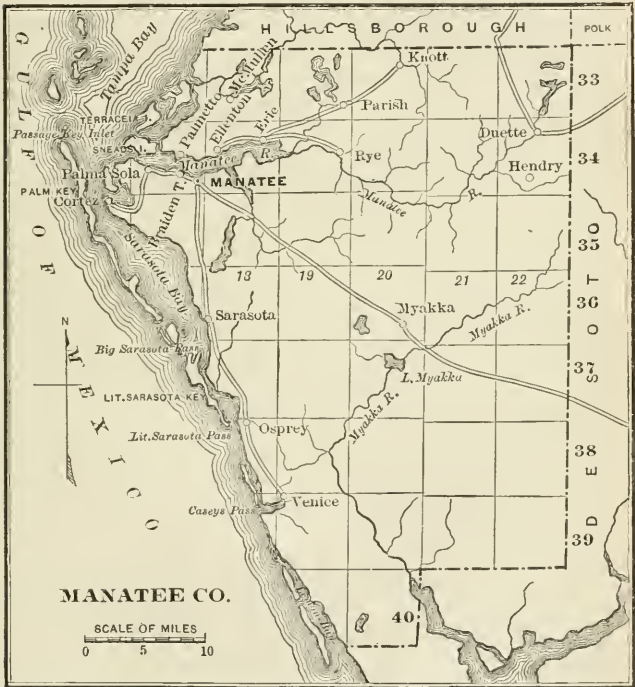 HILLSBOROUGH
POLK
GULF OF MEXICO
Tampa Bay
Knott
33
McMullen
Palmetto
Ellenton
Erie
Parish
TERRACEIA I.
Passage Key Inlet
SNEADS I.
Duette
34
Palma Sola
Manatee R.
Rye
Hendry
PALM KEY
MANATEE
Cortez
Braiden T.
Manatee R.
35
Sarasota Bay
18 19 20 21 22
DE SOTO
36
Sarasota
Myakka
Myakka R.
Big Sarasota Pass
37
N
L. Myakka
LIT. SARASOTA KEY
Myakka R.
Lit. Sarasota Pass
Osprey
38
Caseys Pass
Venice
39
MANATEE CO.
40
SCALE OF MILES
0 5 10